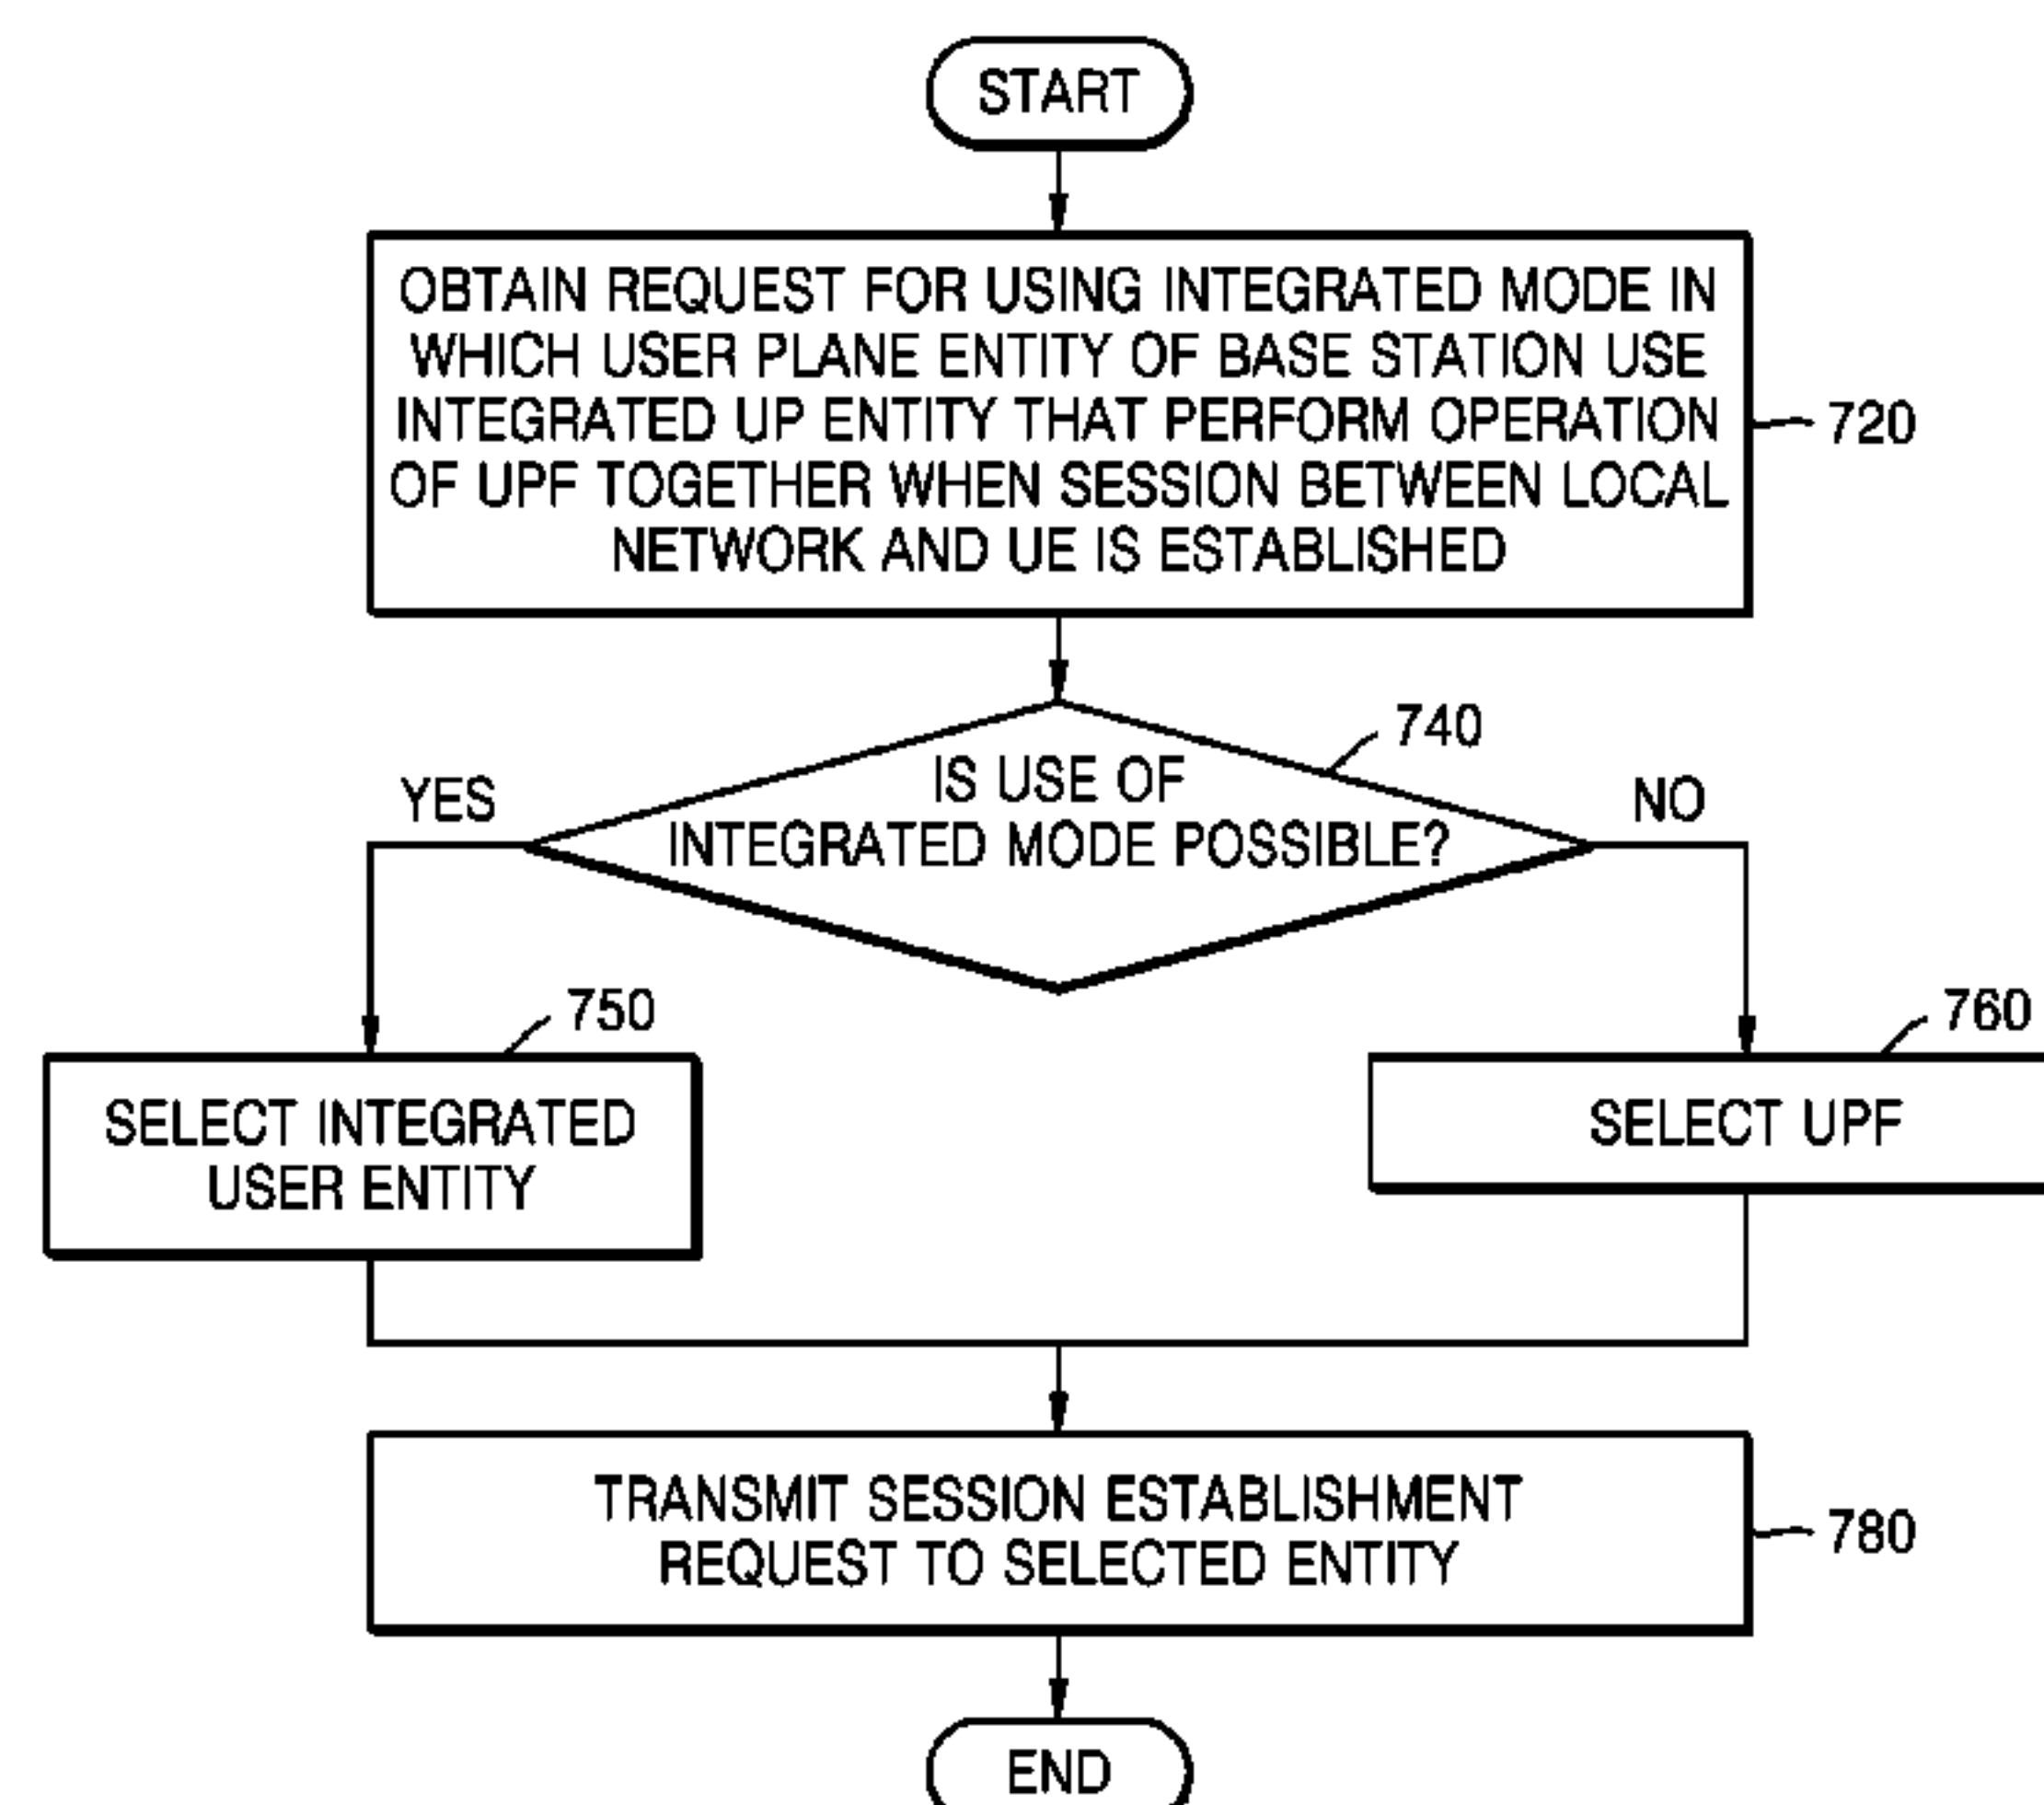 START
OBTAIN REQUEST FOR USING INTEGRATED MODE IN
WHICH USER PLANE ENTITY OF BASE STATION USE
INTEGRATED UP ENTITY THAT PERFORM OPERATION
OF UPF TOGETHER WHEN SESSION BETWEEN LOCAL
NETWORK AND UE IS ESTABLISHED
720
740
IS USE OF
INTEGRATED MODE POSSIBLE?
YES
NO
750
SELECT INTEGRATED
USER ENTITY
760
SELECT UPF
TRANSMIT SESSION ESTABLISHMENT
REQUEST TO SELECTED ENTITY
780
END